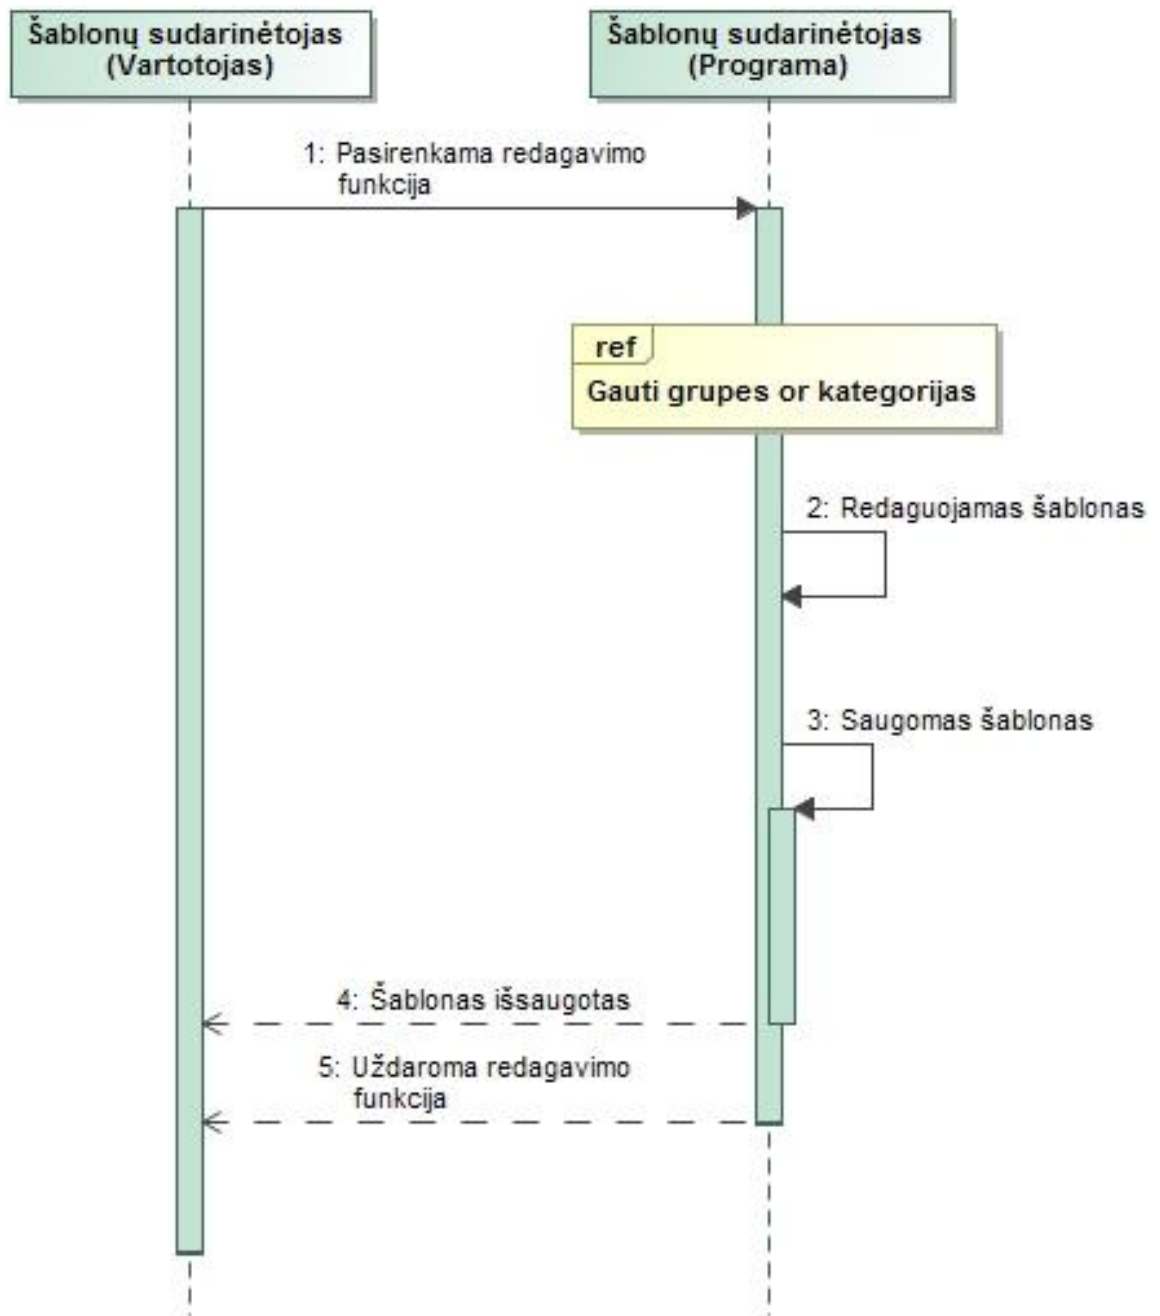 Šablonų sudarinėtojas
(Vartotojas)
Šablonų sudarinėtojas
(Programa)
1: Pasirenkama redagavimo
funkcija
ref
Gauti grupes or kategorijas
2: Redaguojamas šablonas
3: Saugomas šablonas
4: Šablonas išsaugotas
5: Uždaroma redagavimo
funkcija